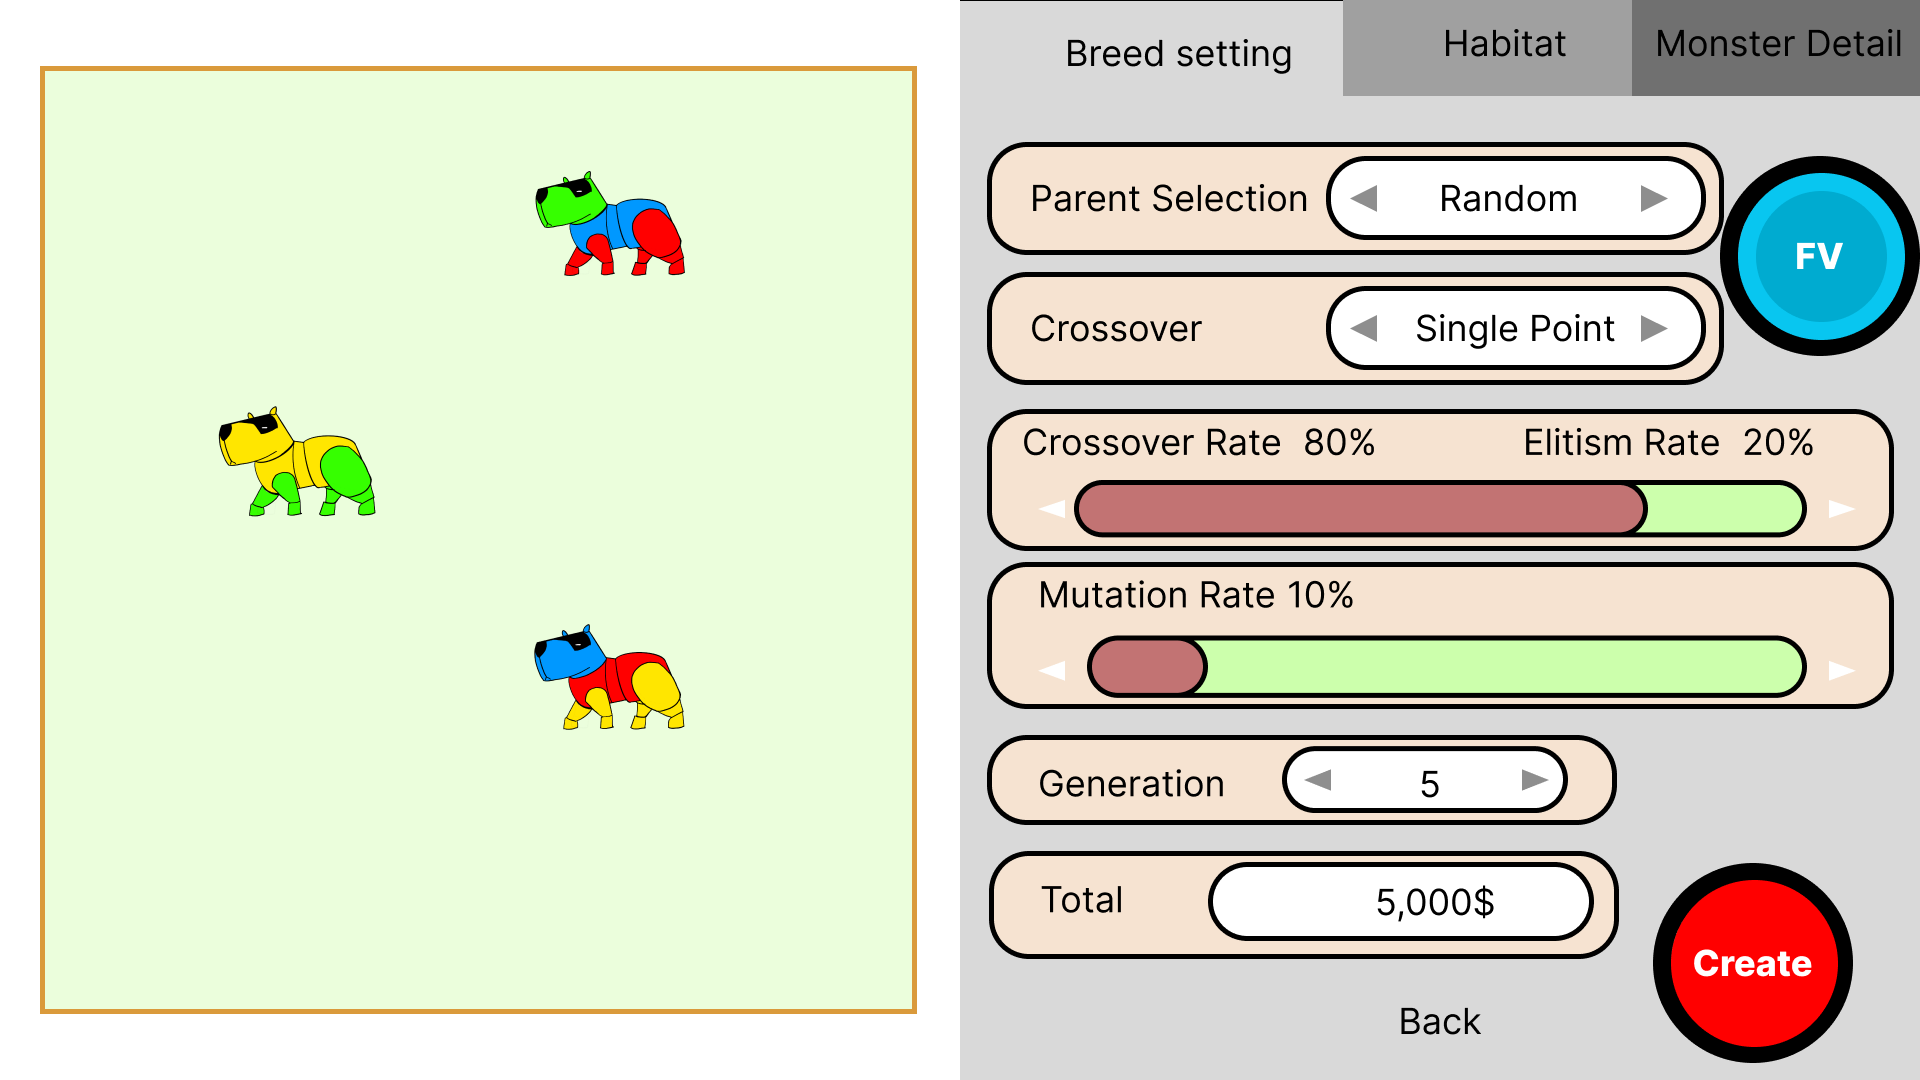 Breed setting
Habitat
Monster Detail
Parent Selection
Random
FV
Crossover
Single Point
Crossover Rate 80%
Elitism Rate 20%
Mutation Rate 10%
Generation
5
Total
5,000$
Create
Back